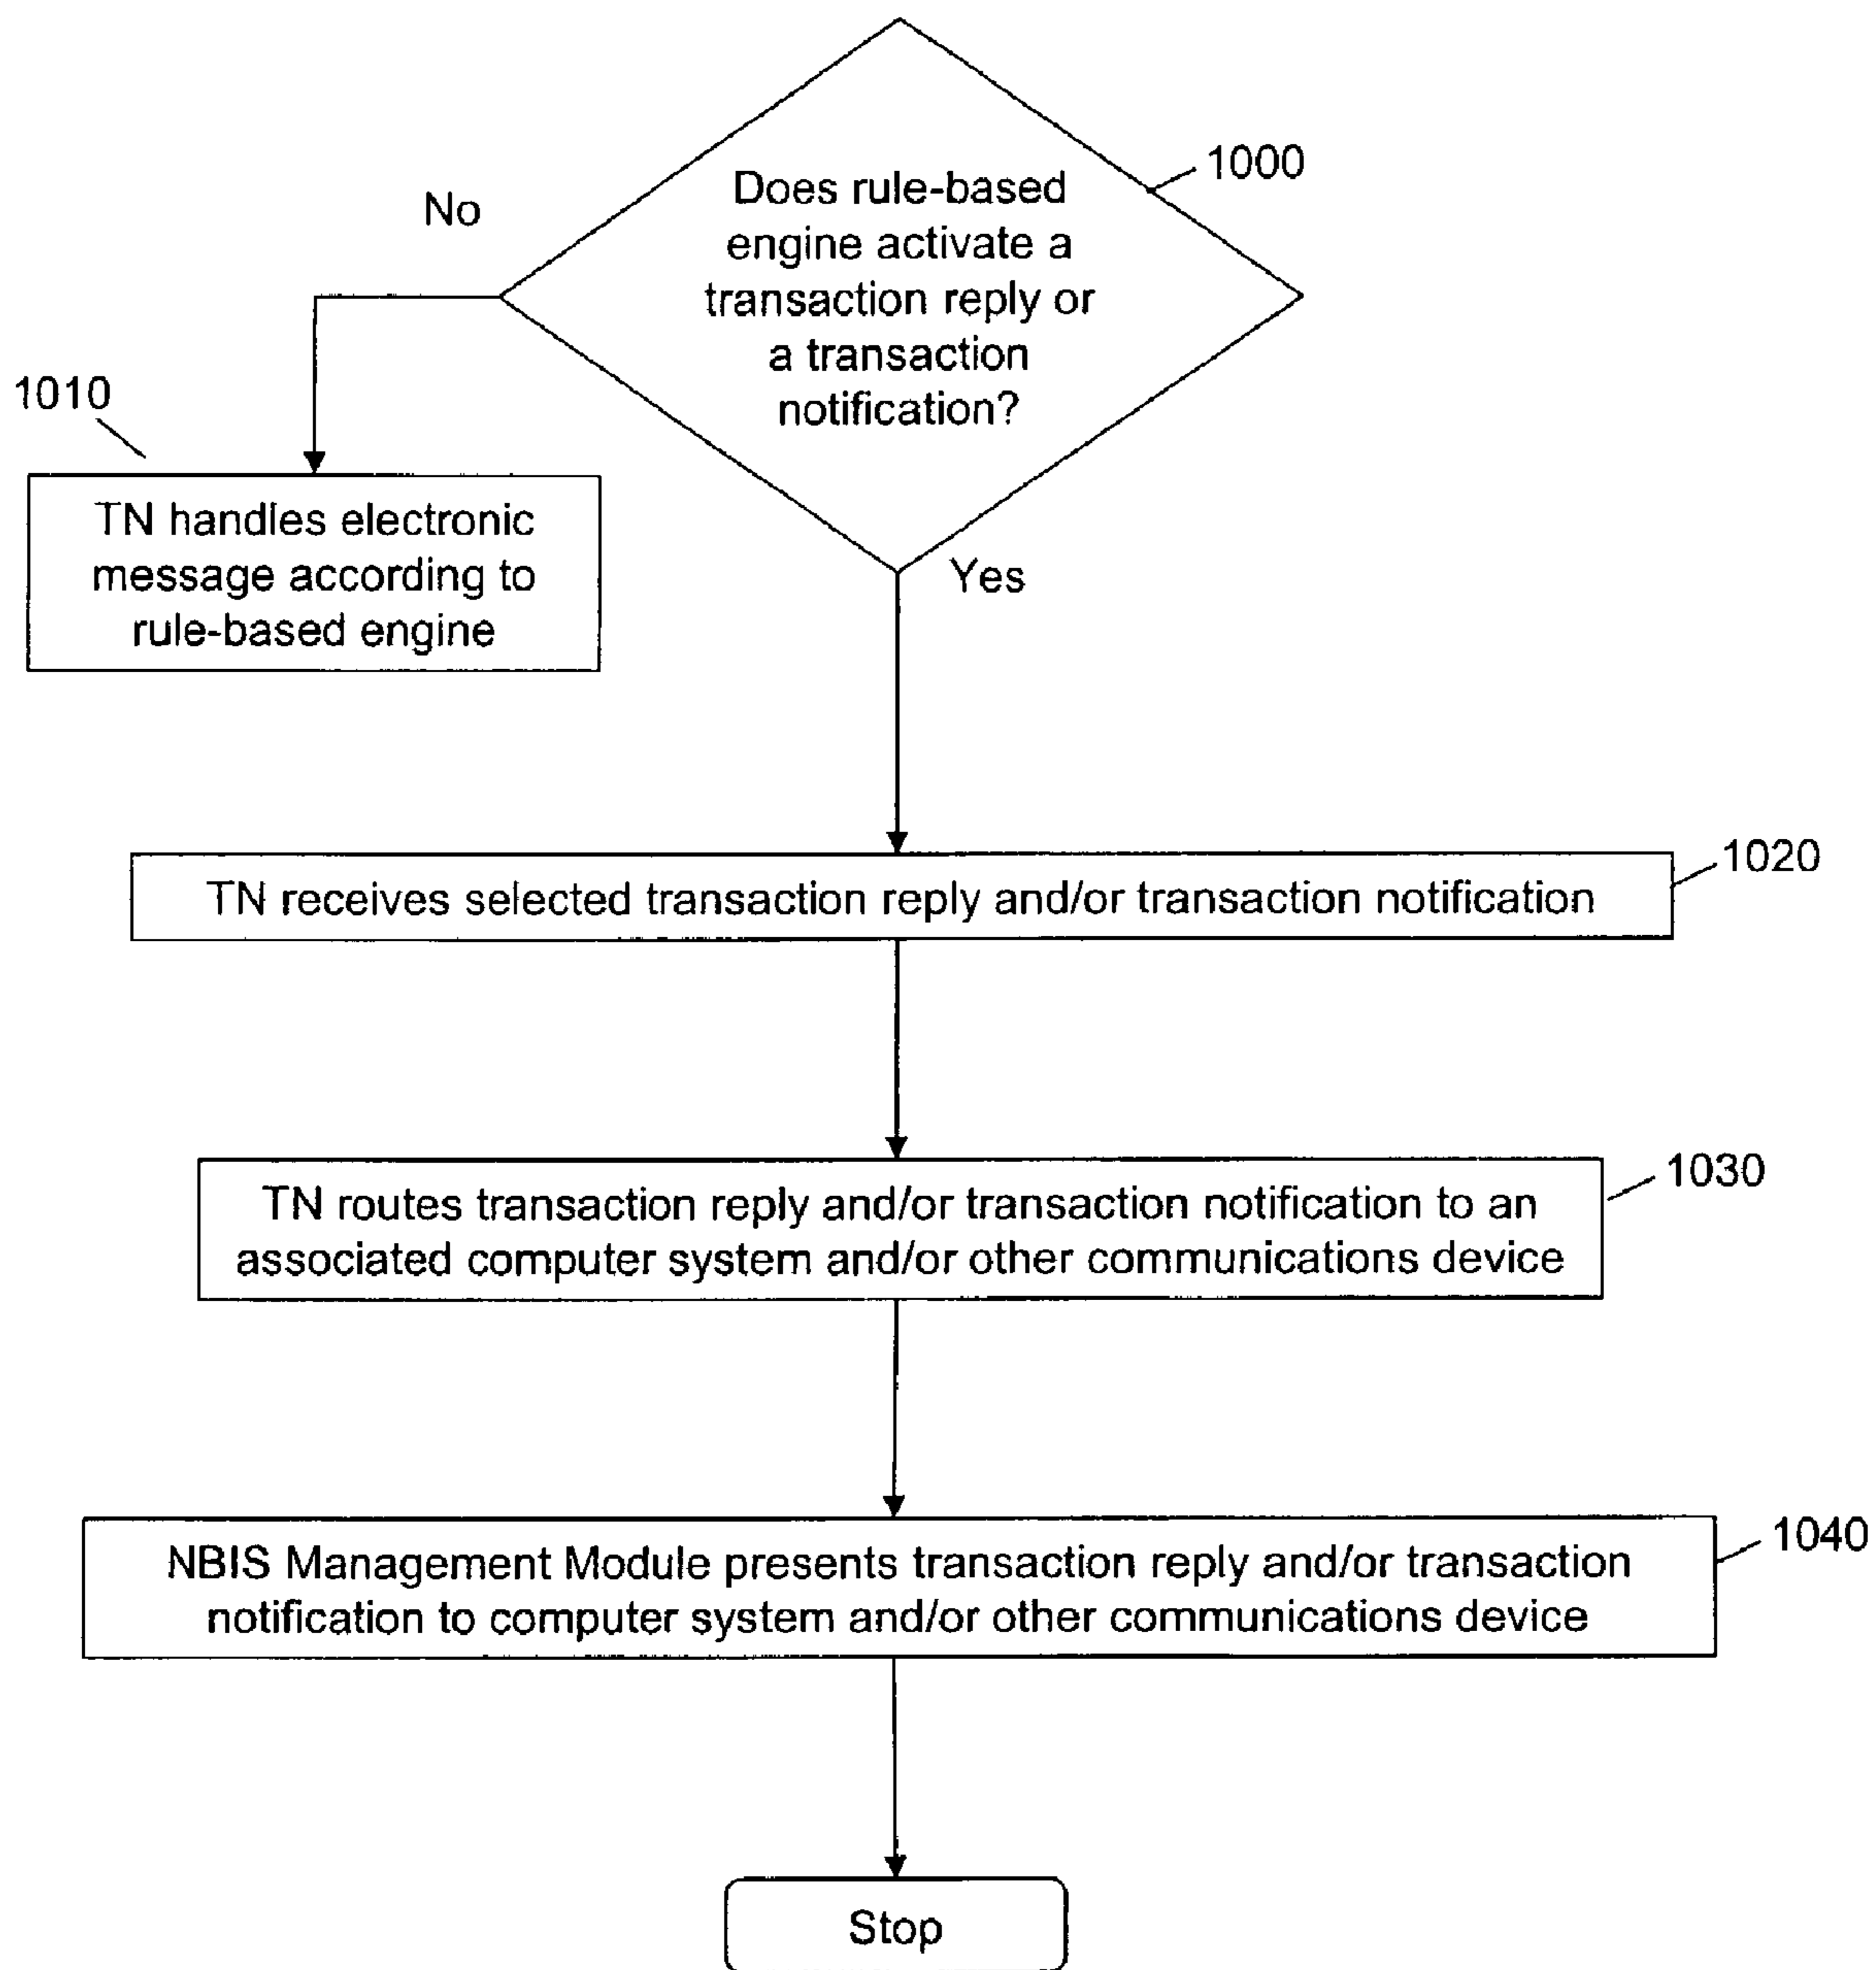 1000
Does rule-based
engine activate a
transaction reply or
a transaction
notification?
No
Yes
1010
TN handles electronic
message according to
rule-based engine
1020
TN receives selected transaction reply and/or transaction notification
1030
TN routes transaction reply and/or transaction notification to an
associated computer system and/or other communications device
1040
NBIS Management Module presents transaction reply and/or transaction
notification to computer system and/or other communications device
Stop